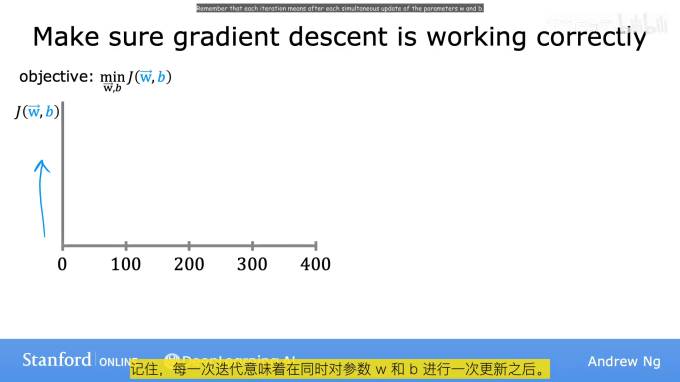 Remember that each iteration means after each simultaneous update of the parameters w and b.
Make sure gradient descent is working correctly
objective: min J(w, b)
w,b
J(w, b)
0 100 200 300 400
Stanford ONLINE
Andrew Ng
记住，每一次迭代意味着在同时对参数 w 和 b 进行一次更新之后。